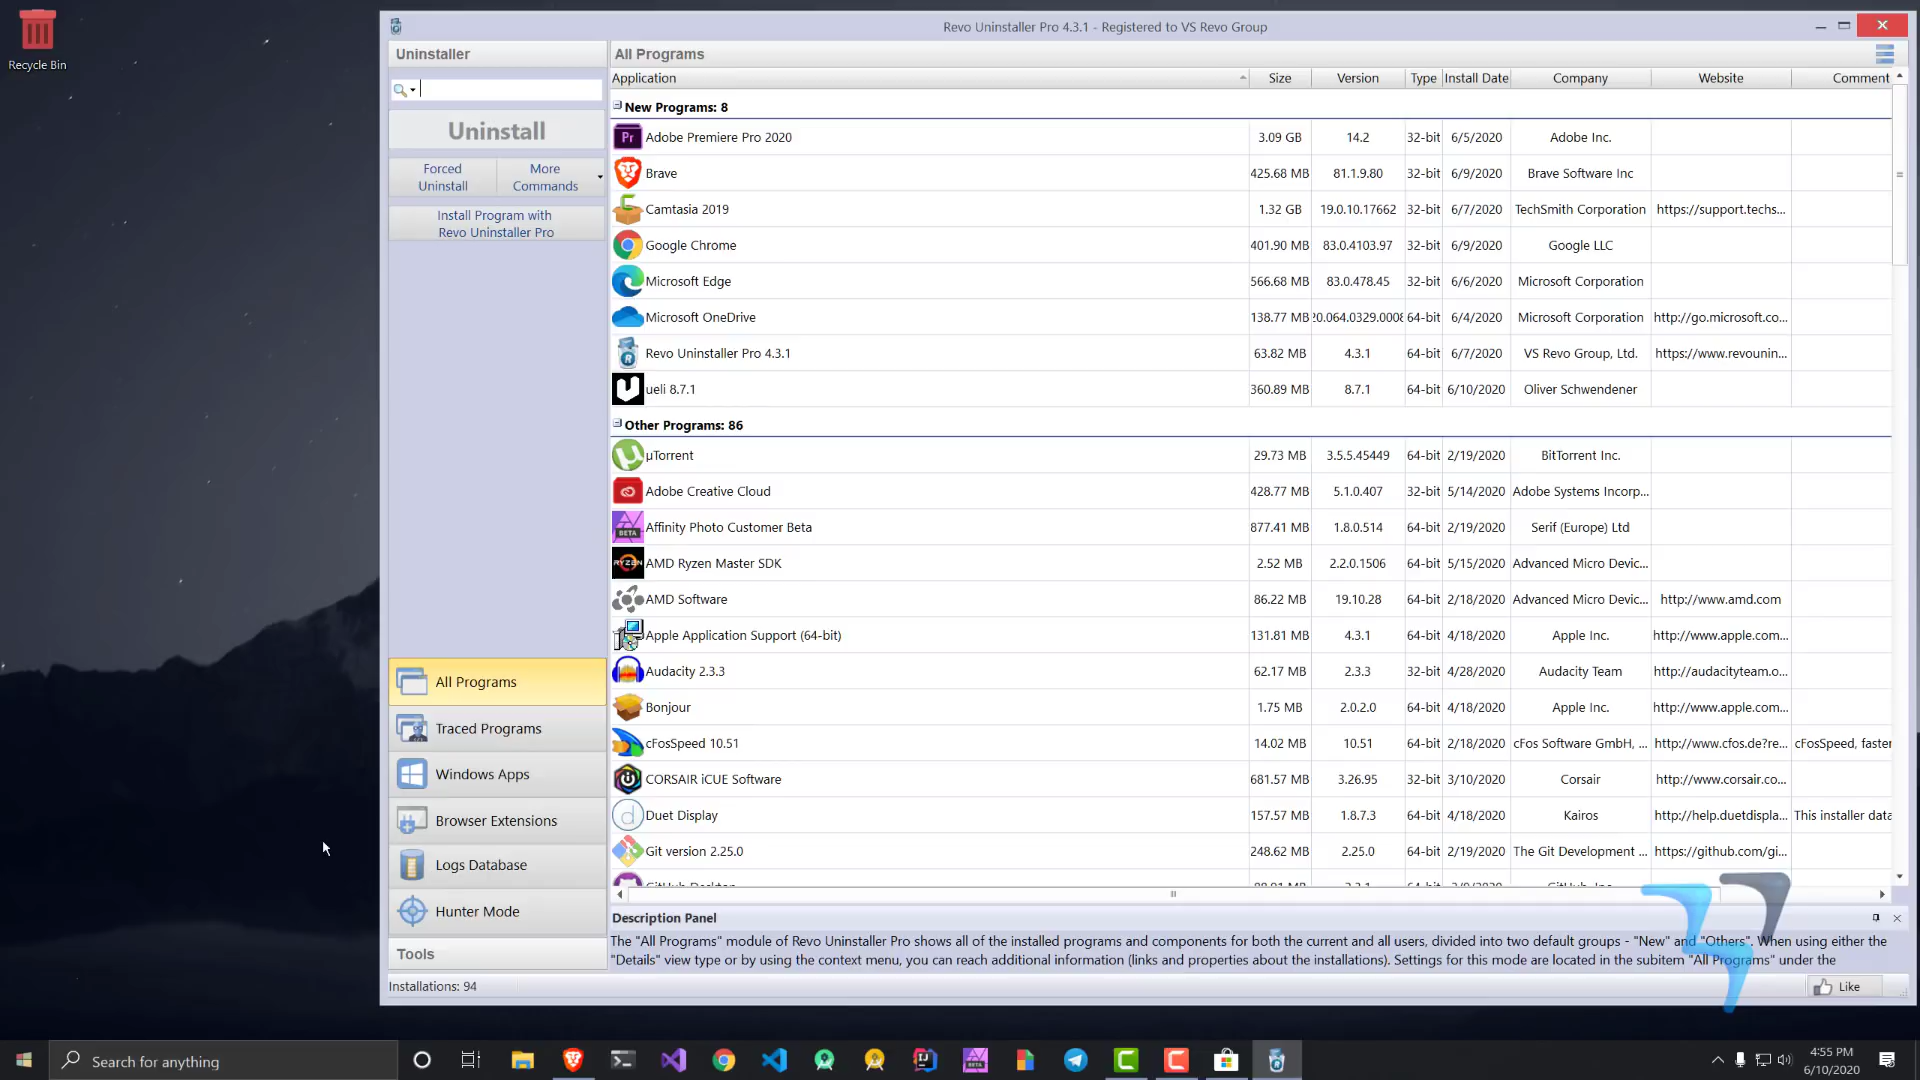 Recycle Bin
Revo Uninstaller Pro 4.3.1 - Registered to VS Revo Group
Uninstaller
All Programs
Uninstall
Forced Uninstall
More Commands
Install Program with
Revo Uninstaller Pro
Application Size Version Type Install Date Company Website Comment
New Programs: 8
Pr Adobe Premiere Pro 2020 3.09 GB 14.2 32-bit 6/5/2020 Adobe Inc.
Brave 425.68 MB 81.1.9.80 32-bit 6/9/2020 Brave Software Inc
Camtasia 2019 1.32 GB 19.0.10.17662 32-bit 6/7/2020 TechSmith Corporation https://support.techs...
Google Chrome 401.90 MB 83.0.4103.97 32-bit 6/9/2020 Google LLC
Microsoft Edge 566.68 MB 83.0.478.45 32-bit 6/6/2020 Microsoft Corporation
Microsoft OneDrive 138.77 MB 20.064.0329.0008 64-bit 6/4/2020 Microsoft Corporation http://go.microsoft.co...
Revo Uninstaller Pro 4.3.1 63.82 MB 4.3.1 64-bit 6/7/2020 VS Revo Group, Ltd. https://www.revounin...
ueli 8.7.1 360.89 MB 8.7.1 64-bit 6/10/2020 Oliver Schwendener
Other Programs: 86
µTorrent 29.73 MB 3.5.5.45449 64-bit 2/19/2020 BitTorrent Inc.
Adobe Creative Cloud 428.77 MB 5.1.0.407 32-bit 5/14/2020 Adobe Systems Incorp...
BETA Affinity Photo Customer Beta 877.41 MB 1.8.0.514 64-bit 2/19/2020 Serif (Europe) Ltd
RYZEN AMD Ryzen Master SDK 2.52 MB 2.2.0.1506 64-bit 5/15/2020 Advanced Micro Devic...
AMD Software 86.22 MB 19.10.28 64-bit 2/18/2020 Advanced Micro Devic... http://www.amd.com
Apple Application Support (64-bit) 131.81 MB 4.3.1 64-bit 4/18/2020 Apple Inc. http://www.apple.com...
Audacity 2.3.3 62.17 MB 2.3.3 32-bit 4/28/2020 Audacity Team http://audacityteam.o...
Bonjour 1.75 MB 2.0.2.0 64-bit 4/18/2020 Apple Inc. http://www.apple.com...
cFosSpeed 10.51 14.02 MB 10.51 64-bit 2/18/2020 cFos Software GmbH, ... http://www.cfos.de?re... cFosSpeed, faster
CORSAIR iCUE Software 681.57 MB 3.26.95 32-bit 3/10/2020 Corsair http://www.corsair.co...
Duet Display 157.57 MB 1.8.7.3 64-bit 4/18/2020 Kairos http://help.duetdispla... This installer data
Git version 2.25.0 248.62 MB 2.25.0 64-bit 2/19/2020 The Git Development ... https://github.com/gi...
All Programs
Traced Programs
Windows Apps
Browser Extensions
Logs Database
Hunter Mode
Tools
Description Panel
The "All Programs" module of Revo Uninstaller Pro shows all of the installed programs and components for both the current and all users, divided into two default groups - "New" and "Others". When using either the
"Details" view type or by using the context menu, you can reach additional information (links and properties about the installations). Settings for this mode are located in the subitem "All Programs" under the
Installations: 94
Like
Search for anything
4:55 PM
6/10/2020